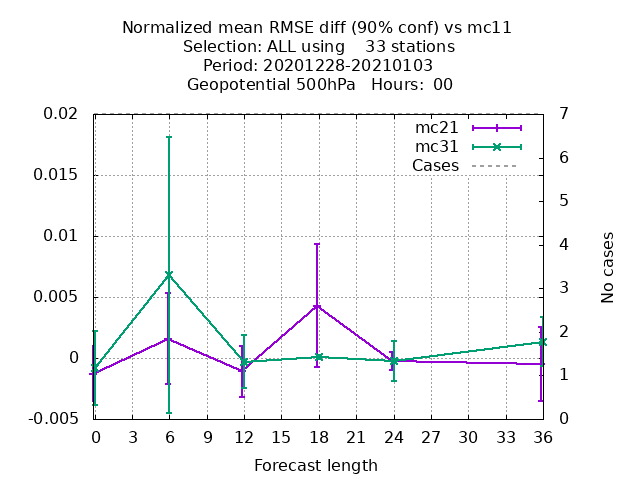 Normalized mean RMSE diff (90% conf) vs mc11
Selection: ALL using    33 stations
Period: 20201228-20210103
Geopotential 500hPa   Hours:  00
0.02
0.015
0.01
0.005
0
-0.005
7
6
5
4
3
2
1
0
mc21
mc31
Cases
No cases
0 3 6 9 12 15 18 21 24 27 30 33 36
Forecast length